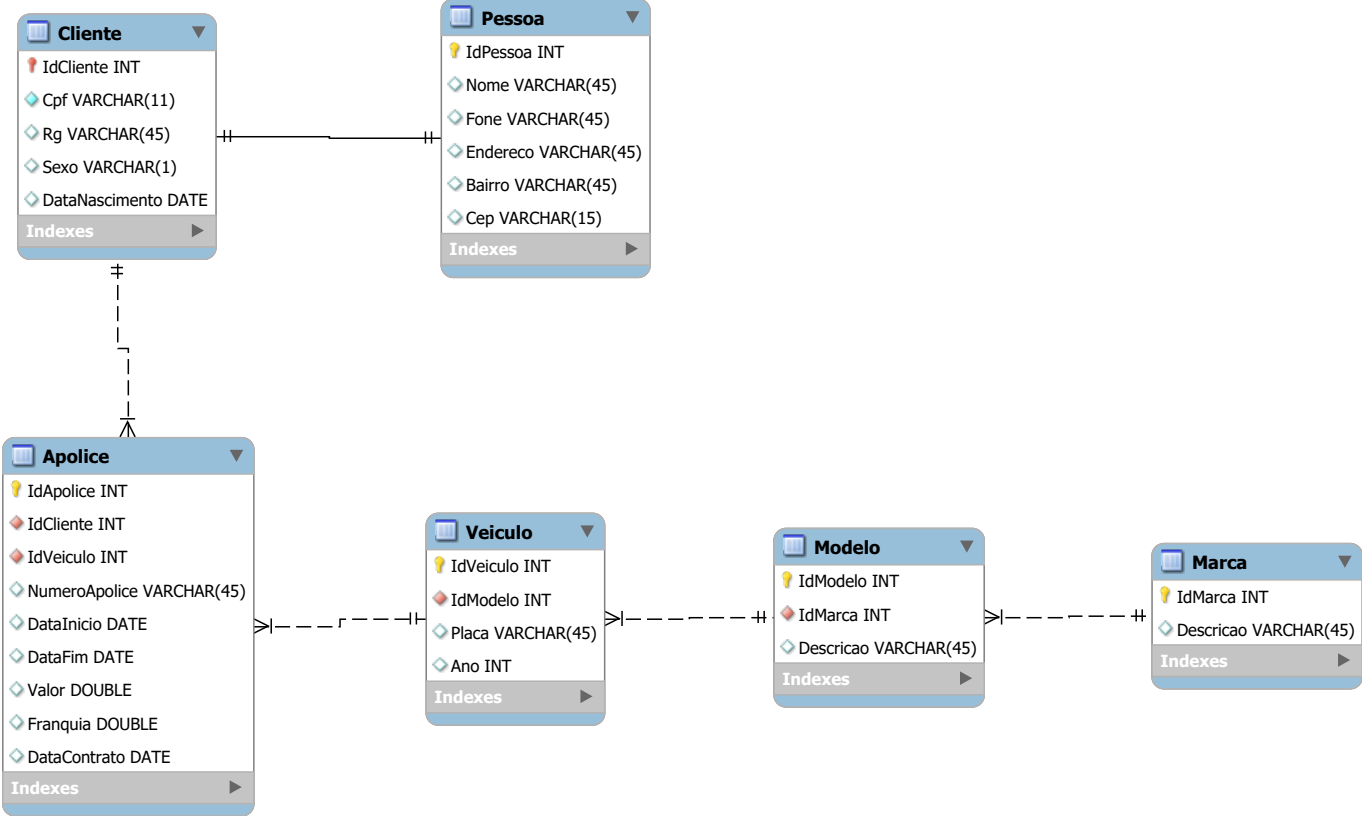 Cliente
IdCliente INT
Cpf VARCHAR(11)
Rg VARCHAR(45)
Sexo VARCHAR(1)
DataNascimento DATE
Indexes
Pessoa
IdPessoa INT
Nome VARCHAR(45)
Fone VARCHAR(45)
Endereco VARCHAR(45)
Bairro VARCHAR(45)
Cep VARCHAR(15)
Indexes
Apolice
IdApolice INT
IdCliente INT
IdVeiculo INT
NumeroApolice VARCHAR(45)
DataInicio DATE
DataFim DATE
Valor DOUBLE
Franquia DOUBLE
DataContrato DATE
Indexes
Veiculo
IdVeiculo INT
IdModelo INT
Placa VARCHAR(45)
Ano INT
Indexes
Modelo
IdModelo INT
IdMarca INT
Descricao VARCHAR(45)
Indexes
Marca
IdMarca INT
Descricao VARCHAR(45)
Indexes